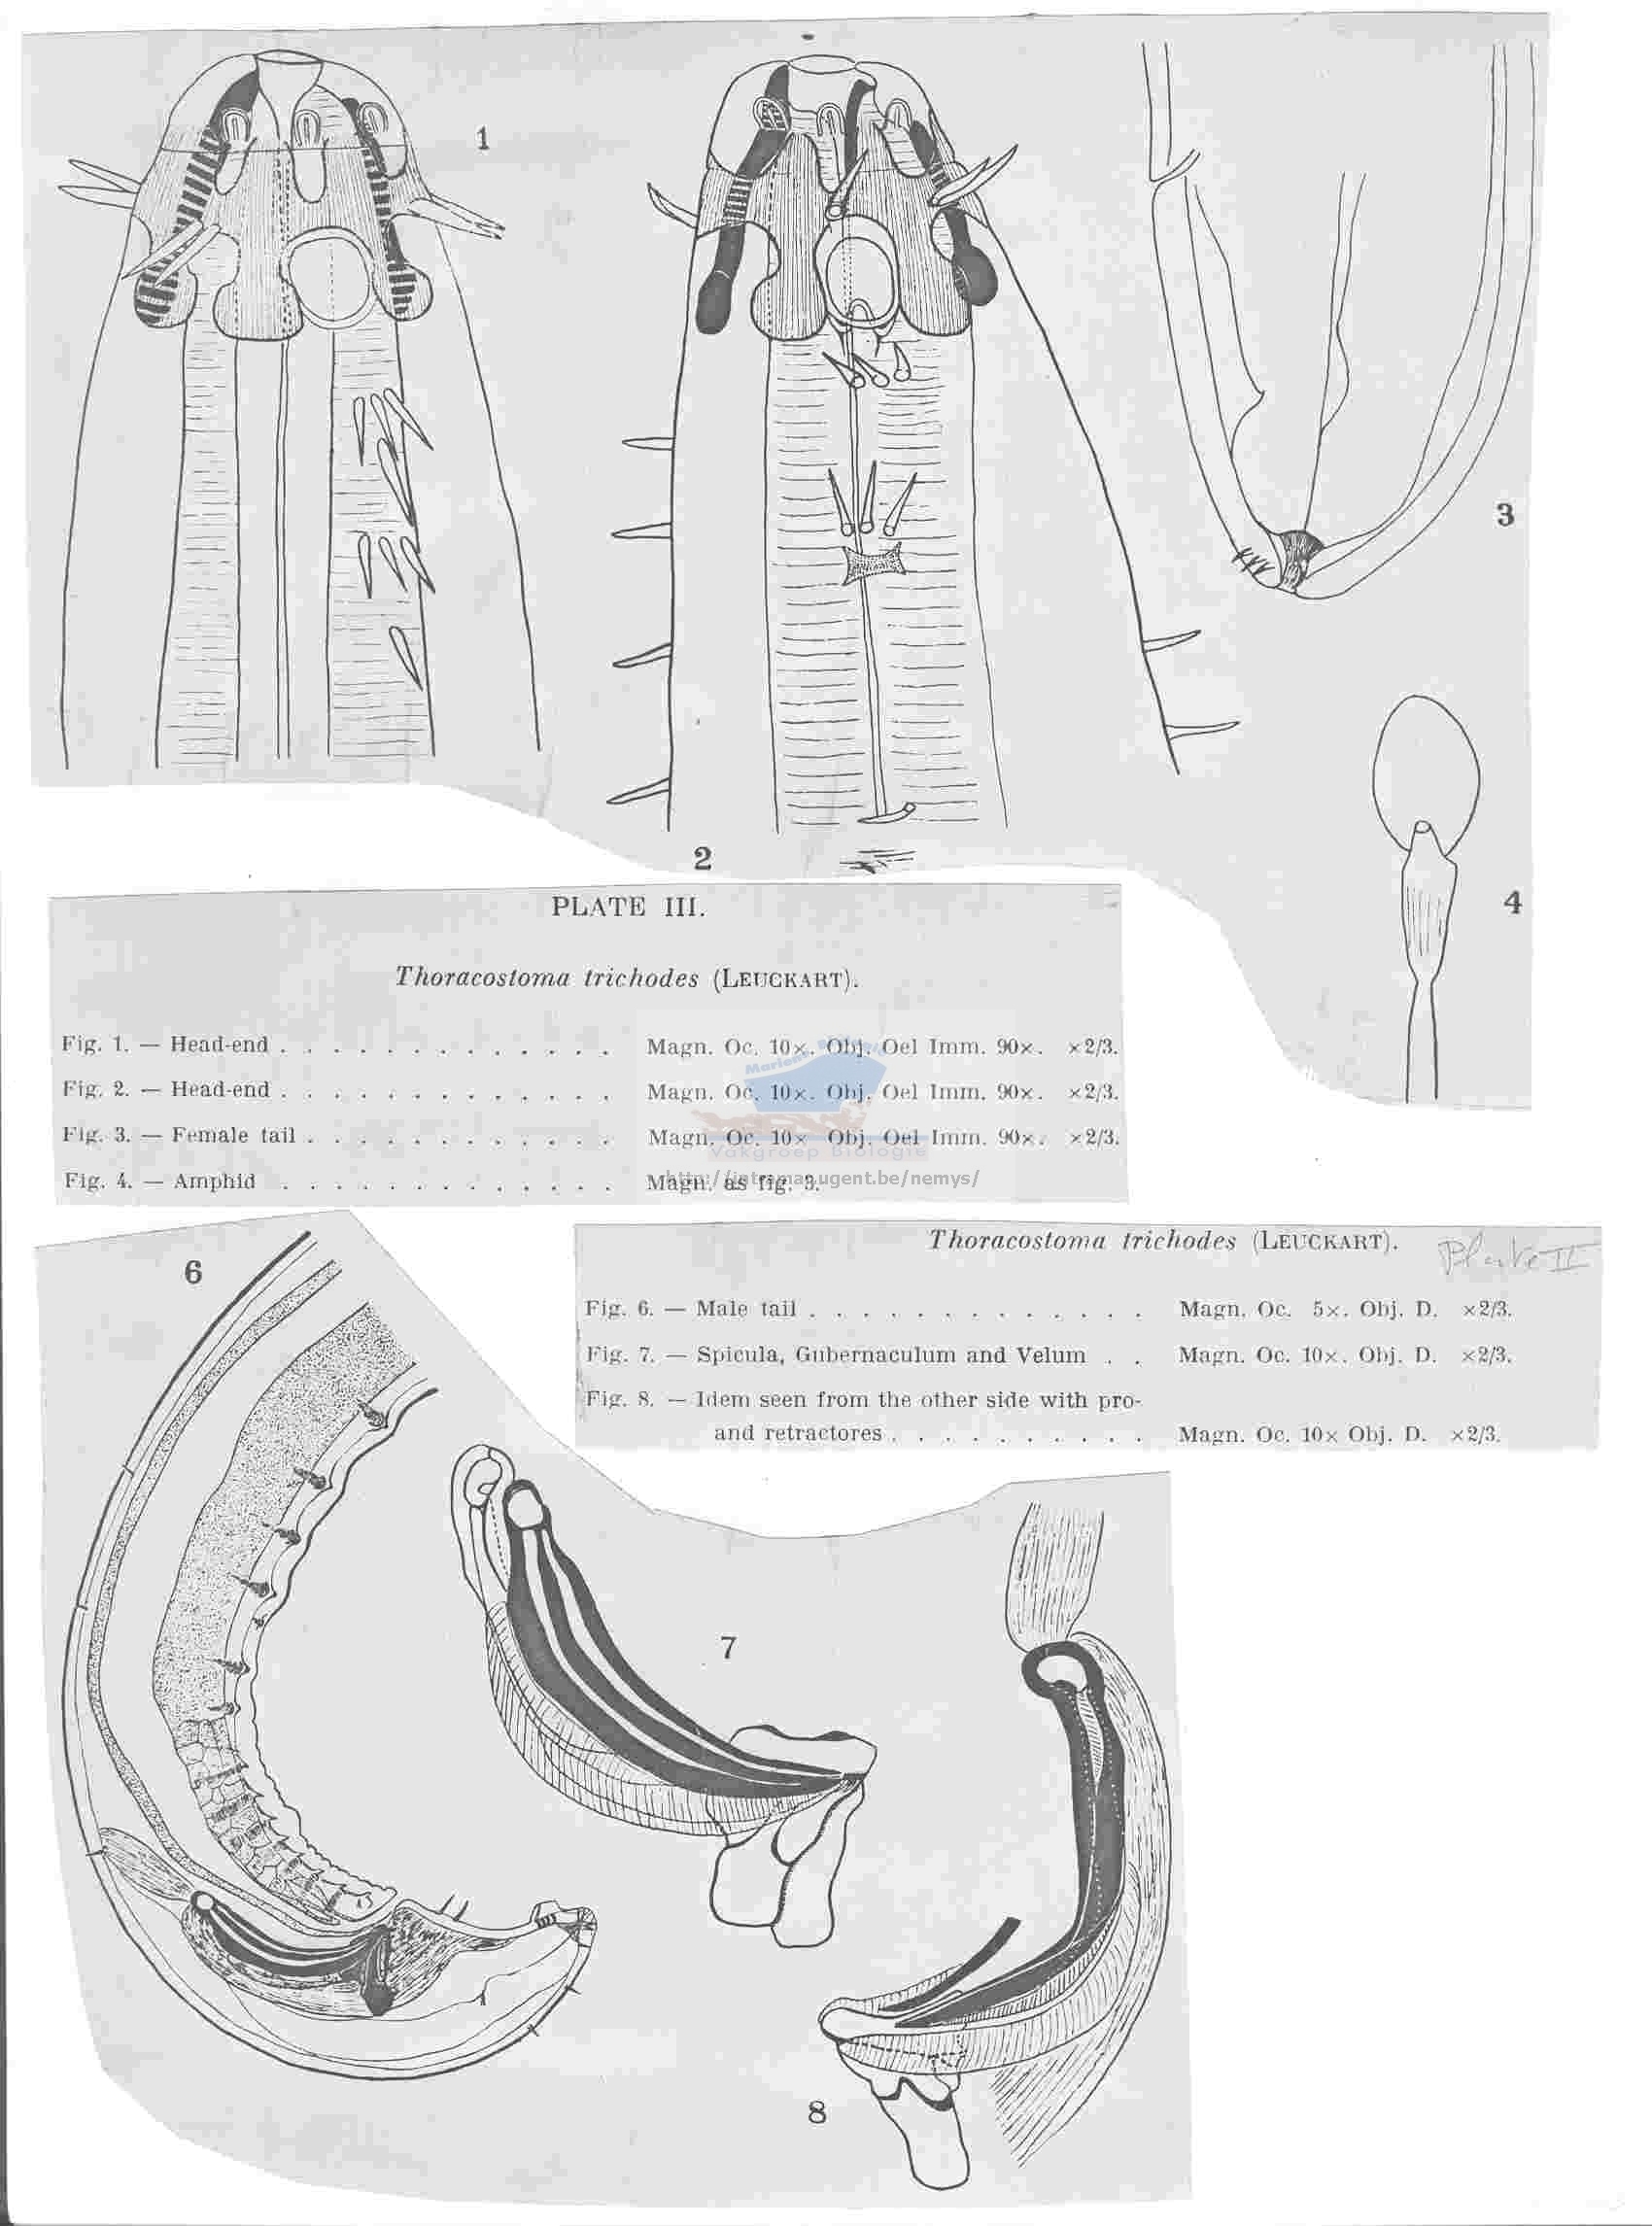 1
3
2
4
PLATE III.
Thoracostoma trichodes (LEUCKART).
Fig. 1. — Head-end . . . . . . . . . . . . . Magn. Oc. 10×. Obj. Oel Imm. 90×. ×2/3.
Fig. 2. — Head-end . . . . . . . . . . . . . Magn. Oc. 10×. Obj. Oel Imm. 90×. ×2/3.
Fig. 3. — Female tail . . . . . . . . . . . . Magn. Oc. 10× Obj. Oel Imm. 90×. ×2/3.
Fig. 4. — Amphid . . . . . . . . . . . . . Magn. as fig. 3.
Vakgroep Biologie
http://intramar.ugent.be/nemys/
Thoracostoma trichodes (LEUCKART). Plate II
Fig. 6. — Male tail . . . . . . . . . . . . . Magn. Oc. 5×. Obj. D. ×2/3.
Fig. 7. — Spicula, Gubernaculum and Velum . . Magn. Oc. 10×. Obj. D. ×2/3.
Fig. 8. — Idem seen from the other side with pro-
and retractores . . . . . . . . . . Magn. Oc. 10× Obj. D. ×2/3.
6
7
8